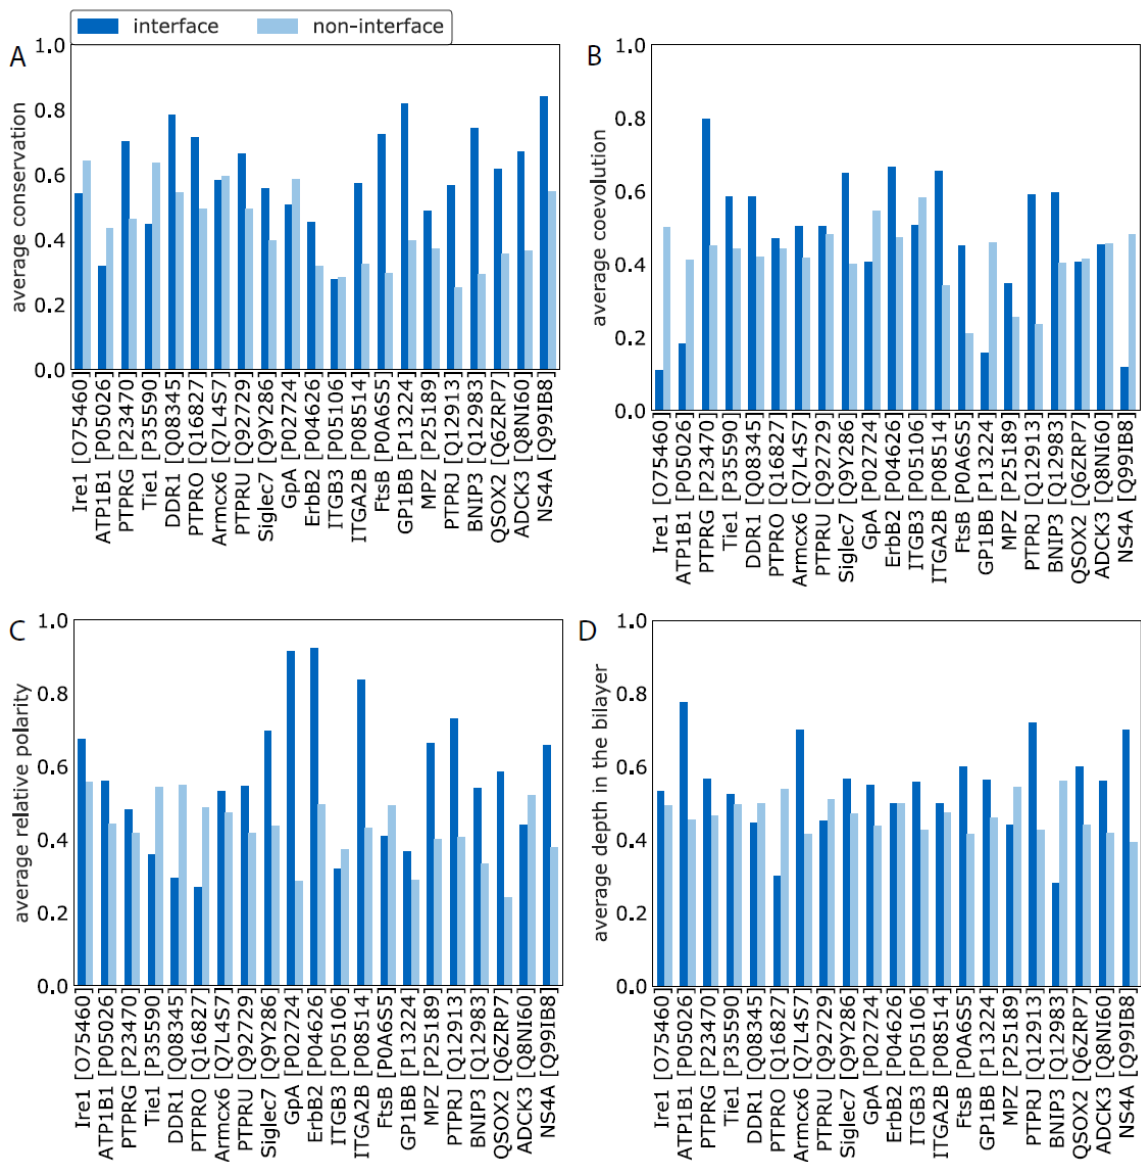 interface
non-interface
A
average conservation
1.0
0.8
0.6
0.4
0.2
0.0
Ire1 [O75460]
ATP1B1 [P05026]
PTPRG [P23470]
Tie1 [P35590]
DDR1 [Q08345]
PTPRO [Q16827]
Armcx6 [Q7L4S7]
PTPRU [Q92729]
Siglec7 [Q9Y286]
GpA [P02724]
ErbB2 [P04626]
ITGB3 [P05106]
ITGA2B [P08514]
FtsB [P0A6S5]
GP1BB [P13224]
MPZ [P25189]
PTPRJ [Q12913]
BNIP3 [Q12983]
QSOX2 [Q6ZRP7]
ADCK3 [Q8NI60]
NS4A [Q99IB8]
B
average coevolution
1.0
0.8
0.6
0.4
0.2
0.0
Ire1 [O75460]
ATP1B1 [P05026]
PTPRG [P23470]
Tie1 [P35590]
DDR1 [Q08345]
PTPRO [Q16827]
Armcx6 [Q7L4S7]
PTPRU [Q92729]
Siglec7 [Q9Y286]
GpA [P02724]
ErbB2 [P04626]
ITGB3 [P05106]
ITGA2B [P08514]
FtsB [P0A6S5]
GP1BB [P13224]
MPZ [P25189]
PTPRJ [Q12913]
BNIP3 [Q12983]
QSOX2 [Q6ZRP7]
ADCK3 [Q8NI60]
NS4A [Q99IB8]
C
average relative polarity
1.0
0.8
0.6
0.4
0.2
0.0
Ire1 [O75460]
ATP1B1 [P05026]
PTPRG [P23470]
Tie1 [P35590]
DDR1 [Q08345]
PTPRO [Q16827]
Armcx6 [Q7L4S7]
PTPRU [Q92729]
Siglec7 [Q9Y286]
GpA [P02724]
ErbB2 [P04626]
ITGB3 [P05106]
ITGA2B [P08514]
FtsB [P0A6S5]
GP1BB [P13224]
MPZ [P25189]
PTPRJ [Q12913]
BNIP3 [Q12983]
QSOX2 [Q6ZRP7]
ADCK3 [Q8NI60]
NS4A [Q99IB8]
D
average depth in the bilayer
1.0
0.8
0.6
0.4
0.2
0.0
Ire1 [O75460]
ATP1B1 [P05026]
PTPRG [P23470]
Tie1 [P35590]
DDR1 [Q08345]
PTPRO [Q16827]
Armcx6 [Q7L4S7]
PTPRU [Q92729]
Siglec7 [Q9Y286]
GpA [P02724]
ErbB2 [P04626]
ITGB3 [P05106]
ITGA2B [P08514]
FtsB [P0A6S5]
GP1BB [P13224]
MPZ [P25189]
PTPRJ [Q12913]
BNIP3 [Q12983]
QSOX2 [Q6ZRP7]
ADCK3 [Q8NI60]
NS4A [Q99IB8]